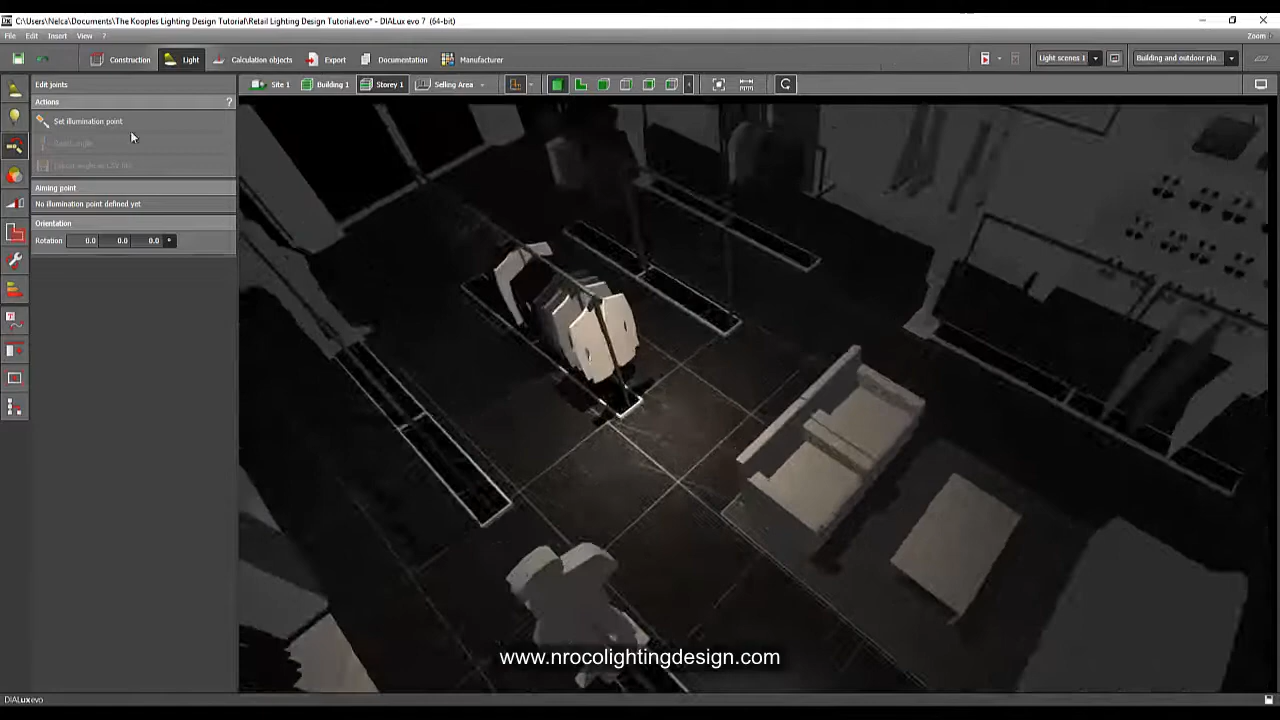 C:\Users\Nelca\Documents\The Kooples Lighting Design Tutorial\Retail Lighting Design Tutorial.evo* - DIALux evo 7 (64-bit)
File Edit Insert View ? Zoom
Construction Light Calculation objects Export Documentation Manufacturer Light scenes 1 Building and outdoor pla...
Edit joints Site 1 Building 1 Storey 1 Selling Area
Actions ?
Set illumination point
Aiming point
No illumination point defined yet
Orientation
Rotation 0.0 0.0 0.0 °
www.nrocolightingdesign.com
DIALux evo